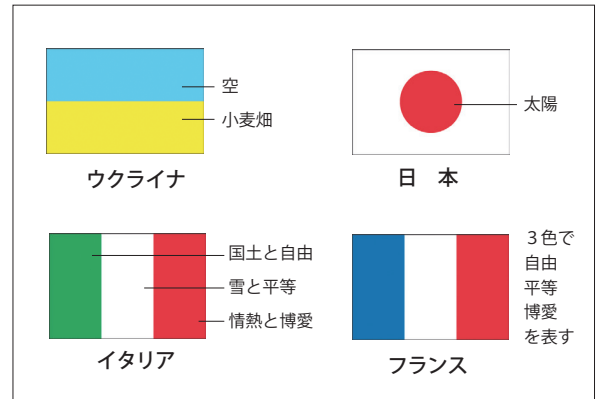 空
小麦畑
ウクライナ
太陽
日　本
国土と自由
雪と平等
情熱と博愛
イタリア
３色で
自由
平等
博愛
を表す
フランス